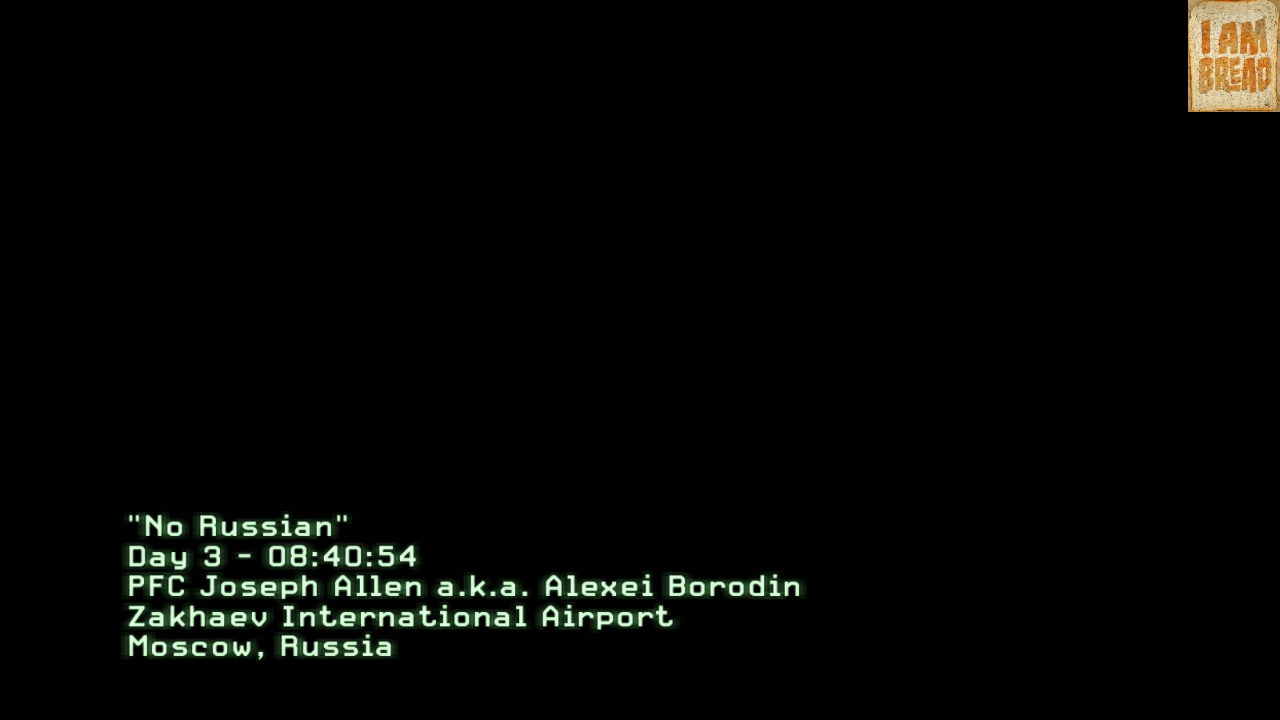 I AM
BREAD
"No Russian"
Day 3 - 08:40:54
PFC Joseph Allen a.k.a. Alexei Borodin
Zakhaev International Airport
Moscow, Russia